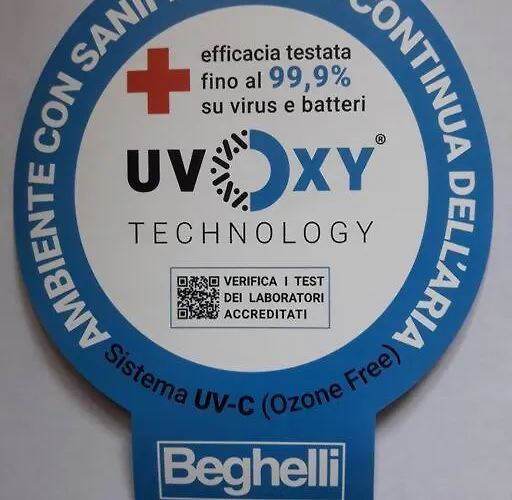 AMBIENTE CON
CONTINUA DELL'ARIA
efficacia testata
fino al 99,9%
su virus e batteri
UVOXY®
TECHNOLOGY
VERIFICA I TEST
DEI LABORATORI
ACCREDITATI
Sistema UV-C (Ozone Free)
Beghelli